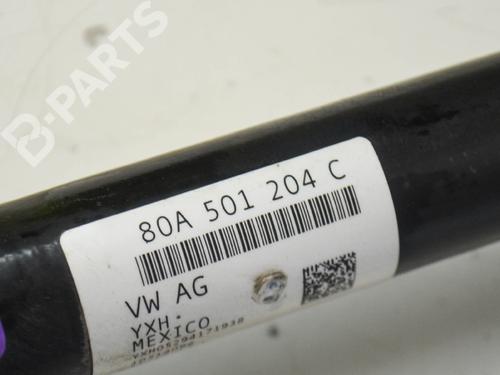 B-PARTS
80A 501 204 C
VW AG
YXH.
MEXICO